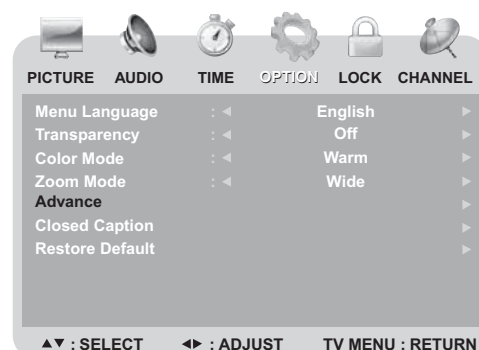 PICTURE AUDIO TIME OPTION LOCK CHANNEL
Menu Language : ◀ English ▶
Transparency : ◀ Off ▶
Color Mode : ◀ Warm ▶
Zoom Mode : ◀ Wide ▶
Advance ▶
Closed Caption ▶
Restore Default ▶
▲▼ : SELECT ◀▶ : ADJUST TV MENU : RETURN